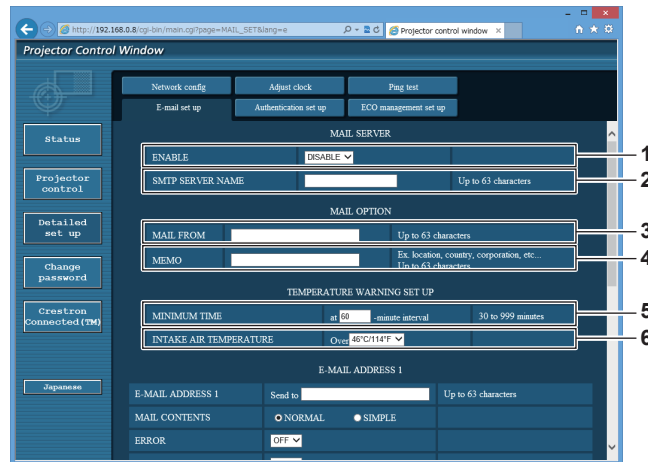 http://192.168.0.8/cgi-bin/main.cgi?page=MAIL_SET&lang=e
Projector control window
Projector Control Window
Network config Adjust clock Ping test
E-mail set up Authentication set up ECO management set up
Status
Projector control
Detailed set up
Change password
Crestron Connected(TM)
Japanese
MAIL SERVER
ENABLE DISABLE 1
SMTP SERVER NAME Up to 63 characters 2
MAIL OPTION
MAIL FROM Up to 63 characters 3
MEMO Ex. location, country, corporation, etc... 4
Up to 63 characters
TEMPERATURE WARNING SET UP
MINIMUM TIME at 60 -minute interval 30 to 999 minutes 5
INTAKE AIR TEMPERATURE Over 46°C/114°F 6
E-MAIL ADDRESS 1
E-MAIL ADDRESS 1 Send to Up to 63 characters
MAIL CONTENTS NORMAL SIMPLE
ERROR OFF